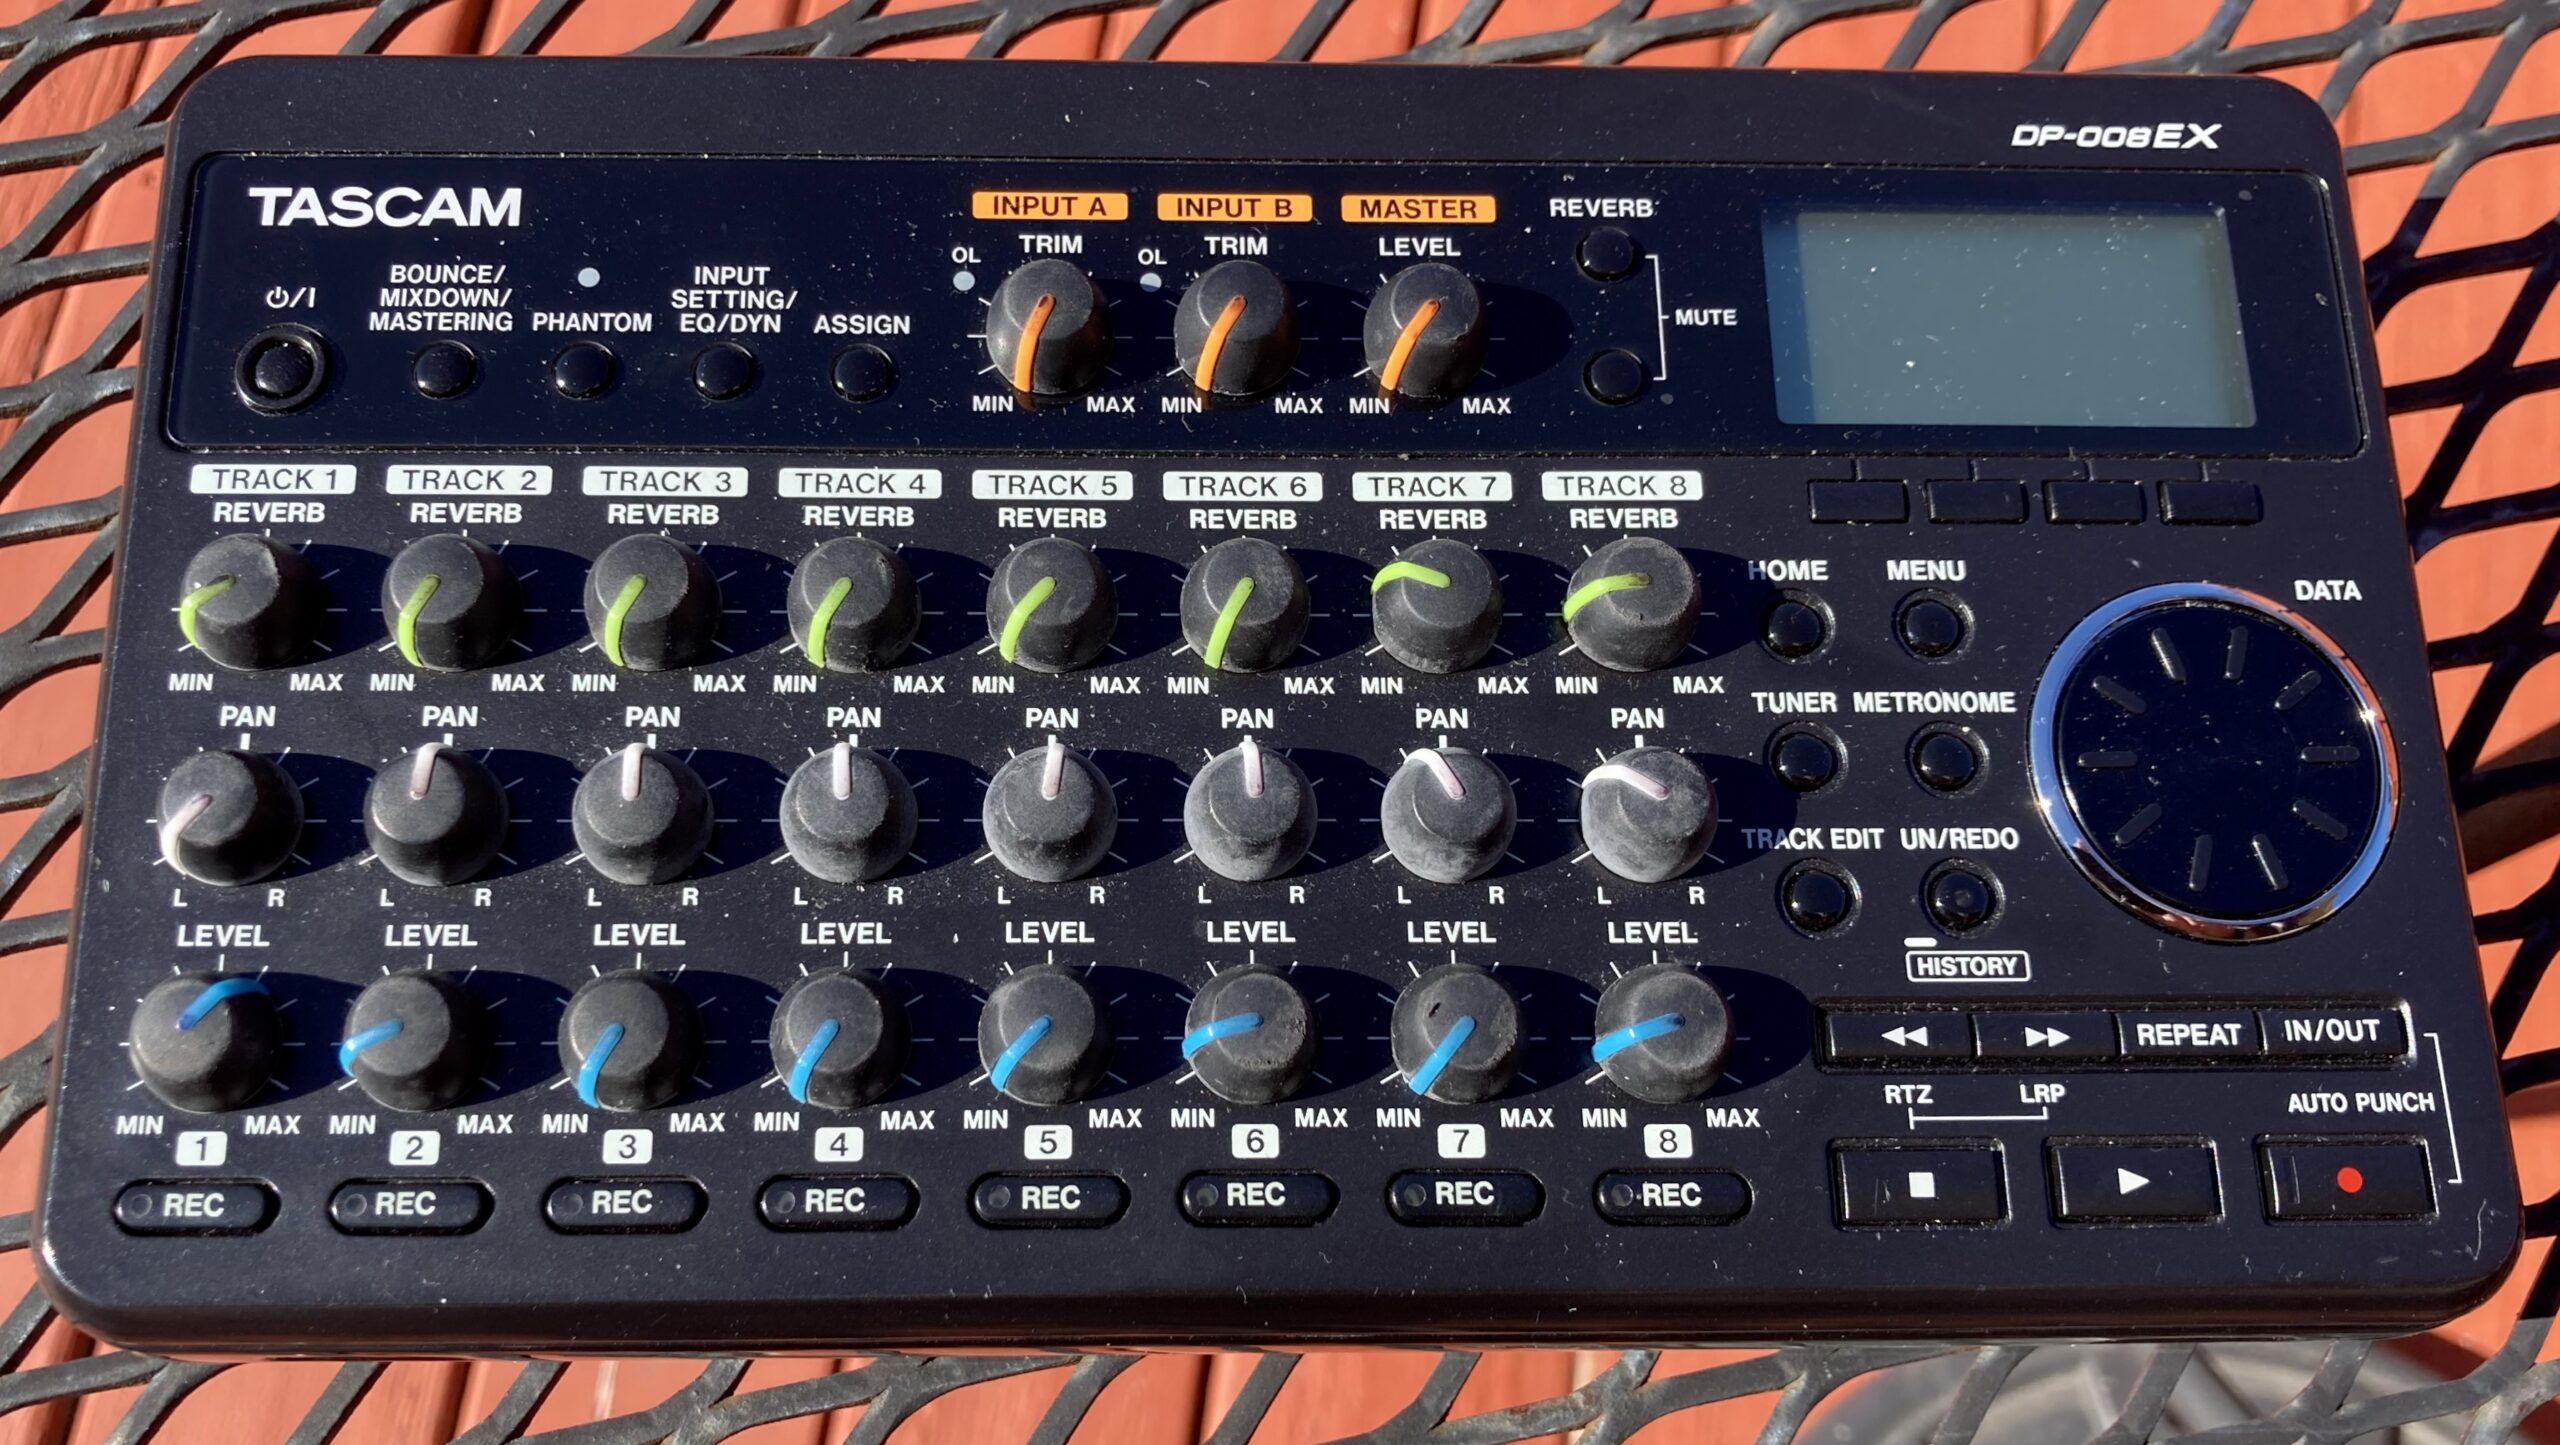 DP-008EX
TASCAM
INPUT A
INPUT B
MASTER
REVERB
TRIM
TRIM
LEVEL
OL
OL
⏻/I
BOUNCE/
MIXDOWN/
MASTERING
PHANTOM
INPUT
SETTING/
EQ/DYN
ASSIGN
MUTE
MIN MAX
MIN MAX
MIN MAX
TRACK 1
TRACK 2
TRACK 3
TRACK 4
TRACK 5
TRACK 6
TRACK 7
TRACK 8
REVERB
REVERB
REVERB
REVERB
REVERB
REVERB
REVERB
REVERB
HOME
MENU
DATA
MIN MAX
MIN MAX
MIN MAX
MIN MAX
MIN MAX
MIN MAX
MIN MAX
MIN MAX
PAN
PAN
PAN
PAN
PAN
PAN
PAN
PAN
TUNER
METRONOME
TRACK EDIT
UN/REDO
L R
L R
L R
L R
L R
L R
L R
L R
LEVEL
LEVEL
LEVEL
LEVEL
LEVEL
LEVEL
LEVEL
LEVEL
HISTORY
REPEAT
IN/OUT
RTZ
LRP
AUTO PUNCH
MIN MAX
MIN MAX
MIN MAX
MIN MAX
MIN MAX
MIN MAX
MIN MAX
MIN MAX
1
2
3
4
5
6
7
8
REC
REC
REC
REC
REC
REC
REC
REC